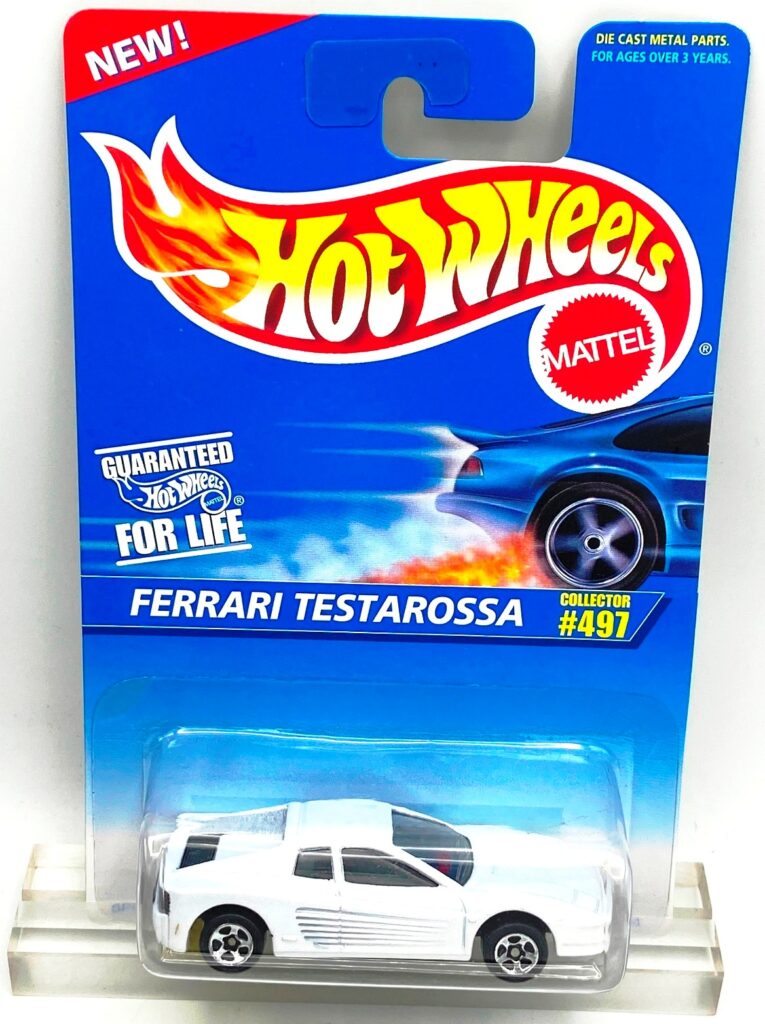 NEW!
DIE CAST METAL PARTS.
FOR AGES OVER 3 YEARS.
HOT WHEELS
MATTEL
®
GUARANTEED
HOT WHEELS
MATTEL
®
FOR LIFE
FERRARI TESTAROSSA
COLLECTOR
#497